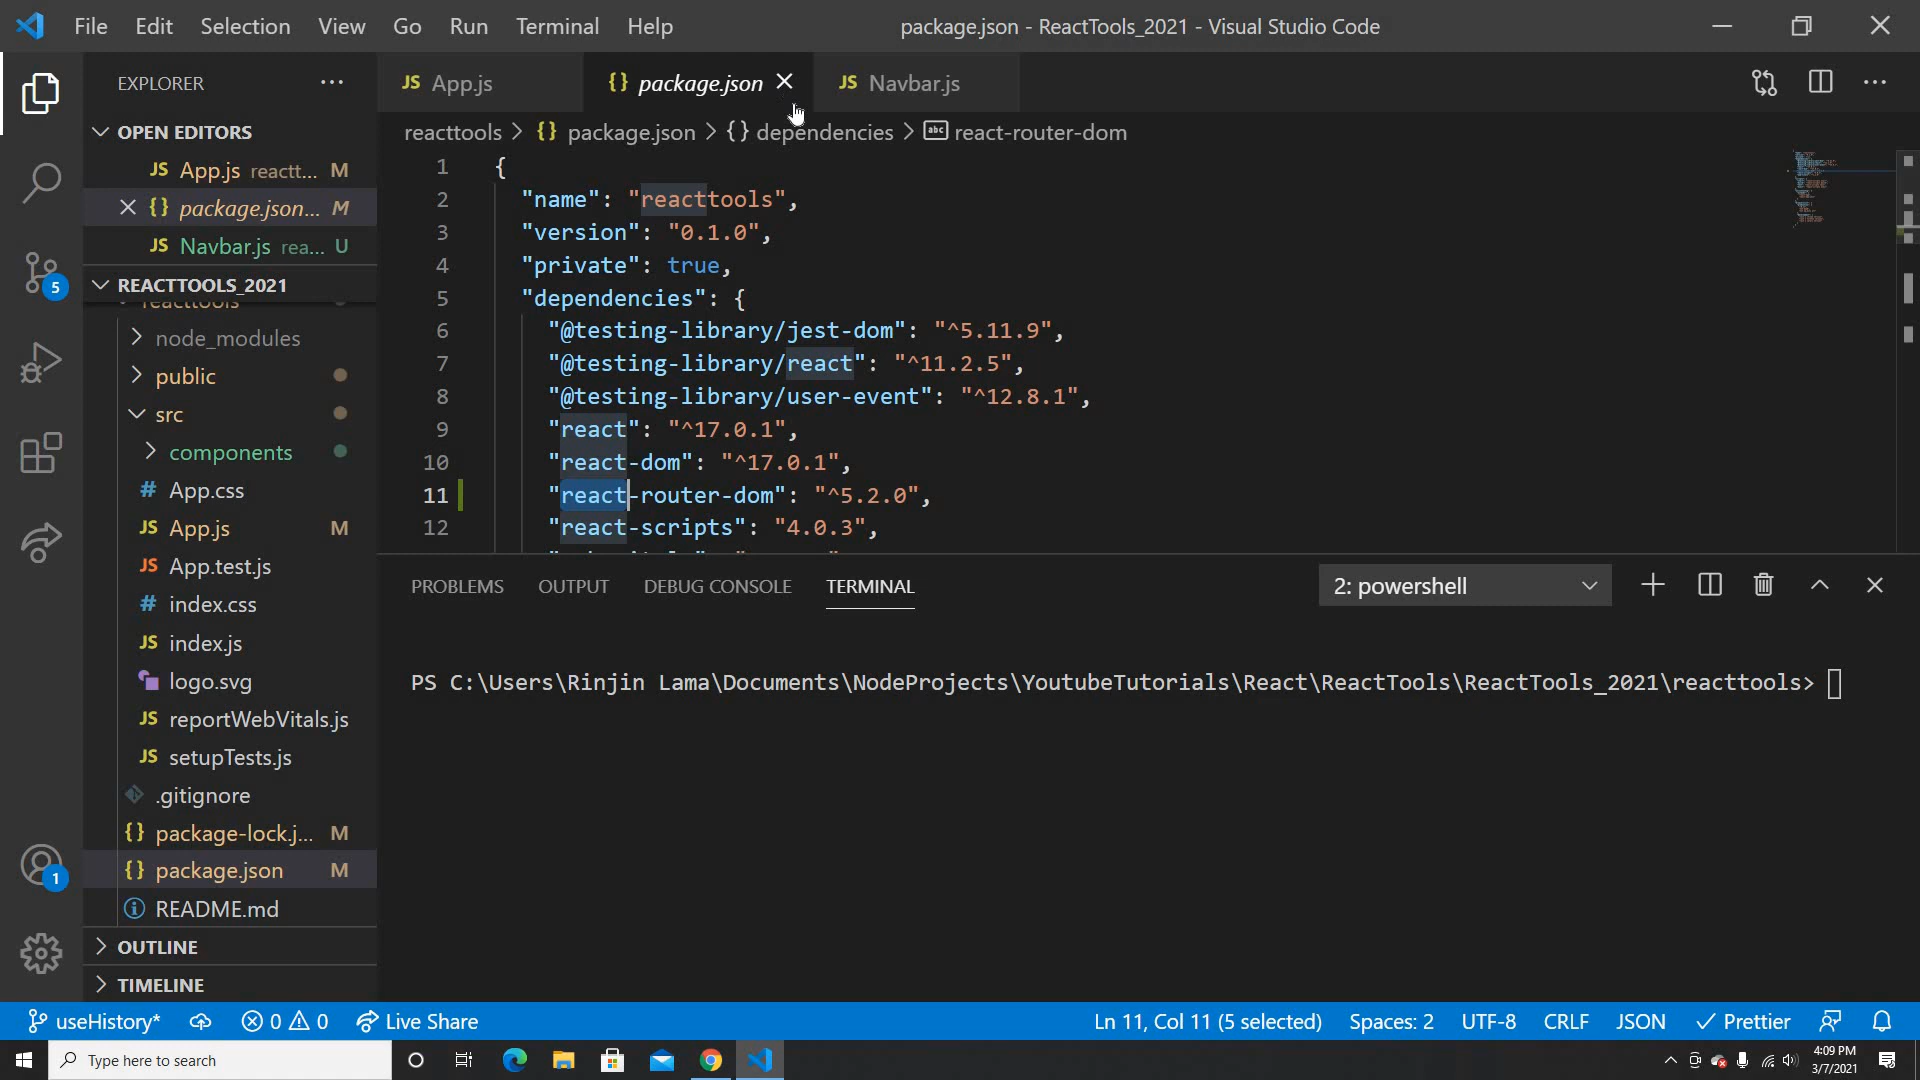 File Edit Selection View Go Run Terminal Help
package.json - ReactTools_2021 - Visual Studio Code
EXPLORER
OPEN EDITORS
JS App.js reactt... M
{} package.json... M
JS Navbar.js rea... U
REACTTOOLS_2021
reacttools
node_modules
public
src
components
# App.css
JS App.js M
JS App.test.js
# index.css
JS index.js
logo.svg
JS reportWebVitals.js
JS setupTests.js
.gitignore
{} package-lock.j... M
{} package.json M
README.md
OUTLINE
TIMELINE
5
1
JS App.js
{} package.json
JS Navbar.js
reacttools > {} package.json > {} dependencies > abc react-router-dom
1 {
2 "name": "reacttools",
3 "version": "0.1.0",
4 "private": true,
5 "dependencies": {
6 "@testing-library/jest-dom": "^5.11.9",
7 "@testing-library/react": "^11.2.5",
8 "@testing-library/user-event": "^12.8.1",
9 "react": "^17.0.1",
10 "react-dom": "^17.0.1",
11 "react-router-dom": "^5.2.0",
12 "react-scripts": "4.0.3",
PROBLEMS OUTPUT DEBUG CONSOLE TERMINAL
2: powershell
PS C:\Users\Rinjin Lama\Documents\NodeProjects\YoutubeTutorials\React\ReactTools\ReactTools_2021\reacttools>
useHistory* 0 0 Live Share
Ln 11, Col 11 (5 selected) Spaces: 2 UTF-8 CRLF JSON Prettier
Type here to search
4:09 PM
3/7/2021